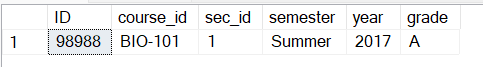 ID course_id sec_id semester year grade
1 98988 BIO-101 1 Summer 2017 A